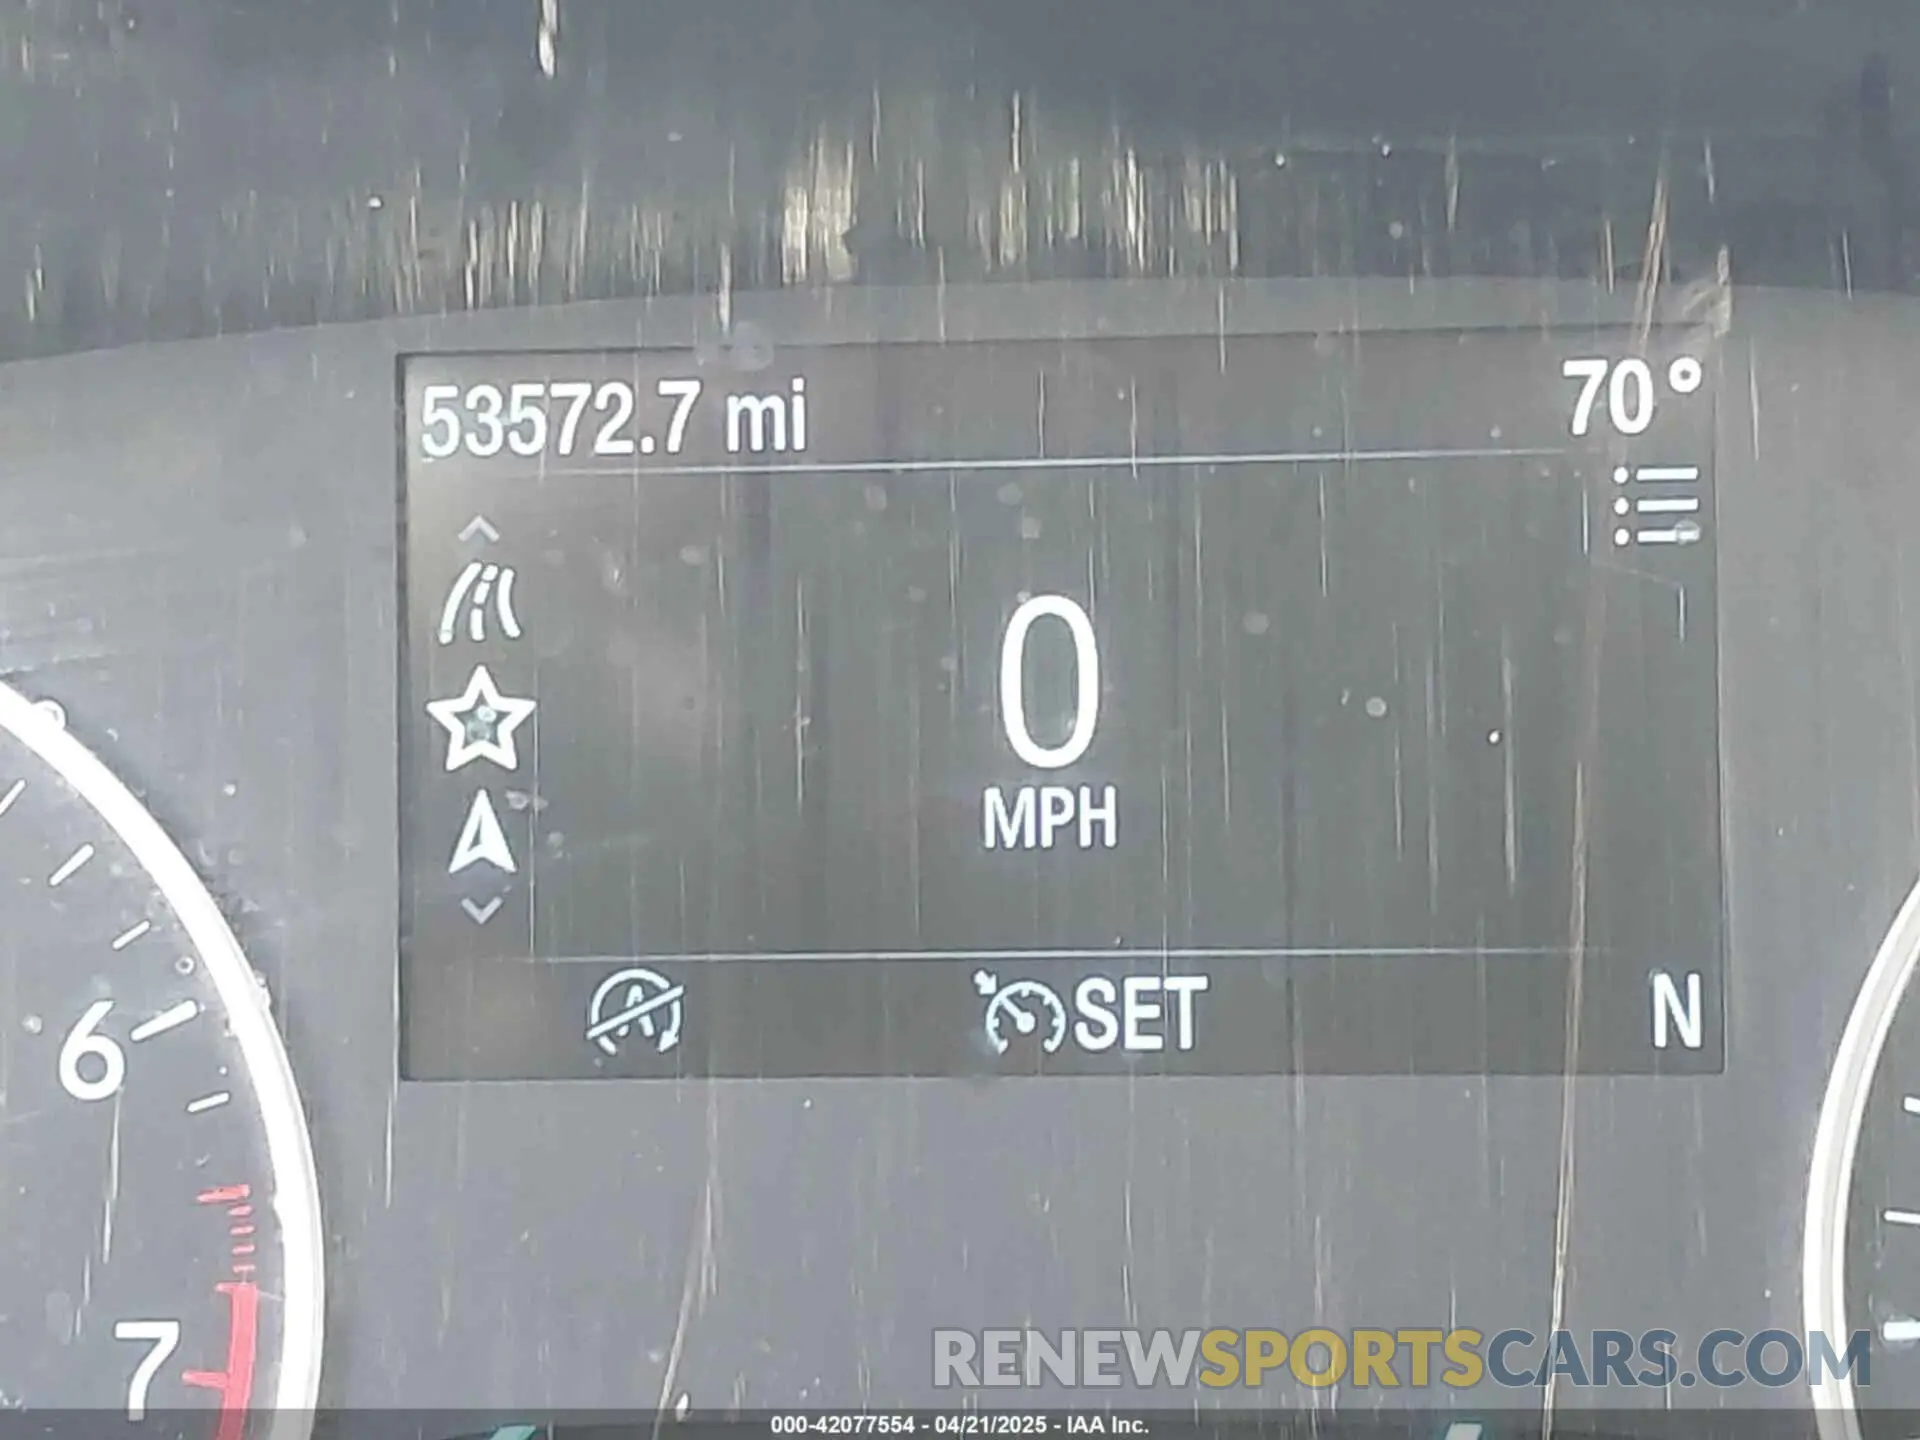 53572.7 mi
70°
0
MPH
A
SET
N
6
7
RENEWSPORTSCARS.COM
000-42077554 - 04/21/2025 - IAA Inc.